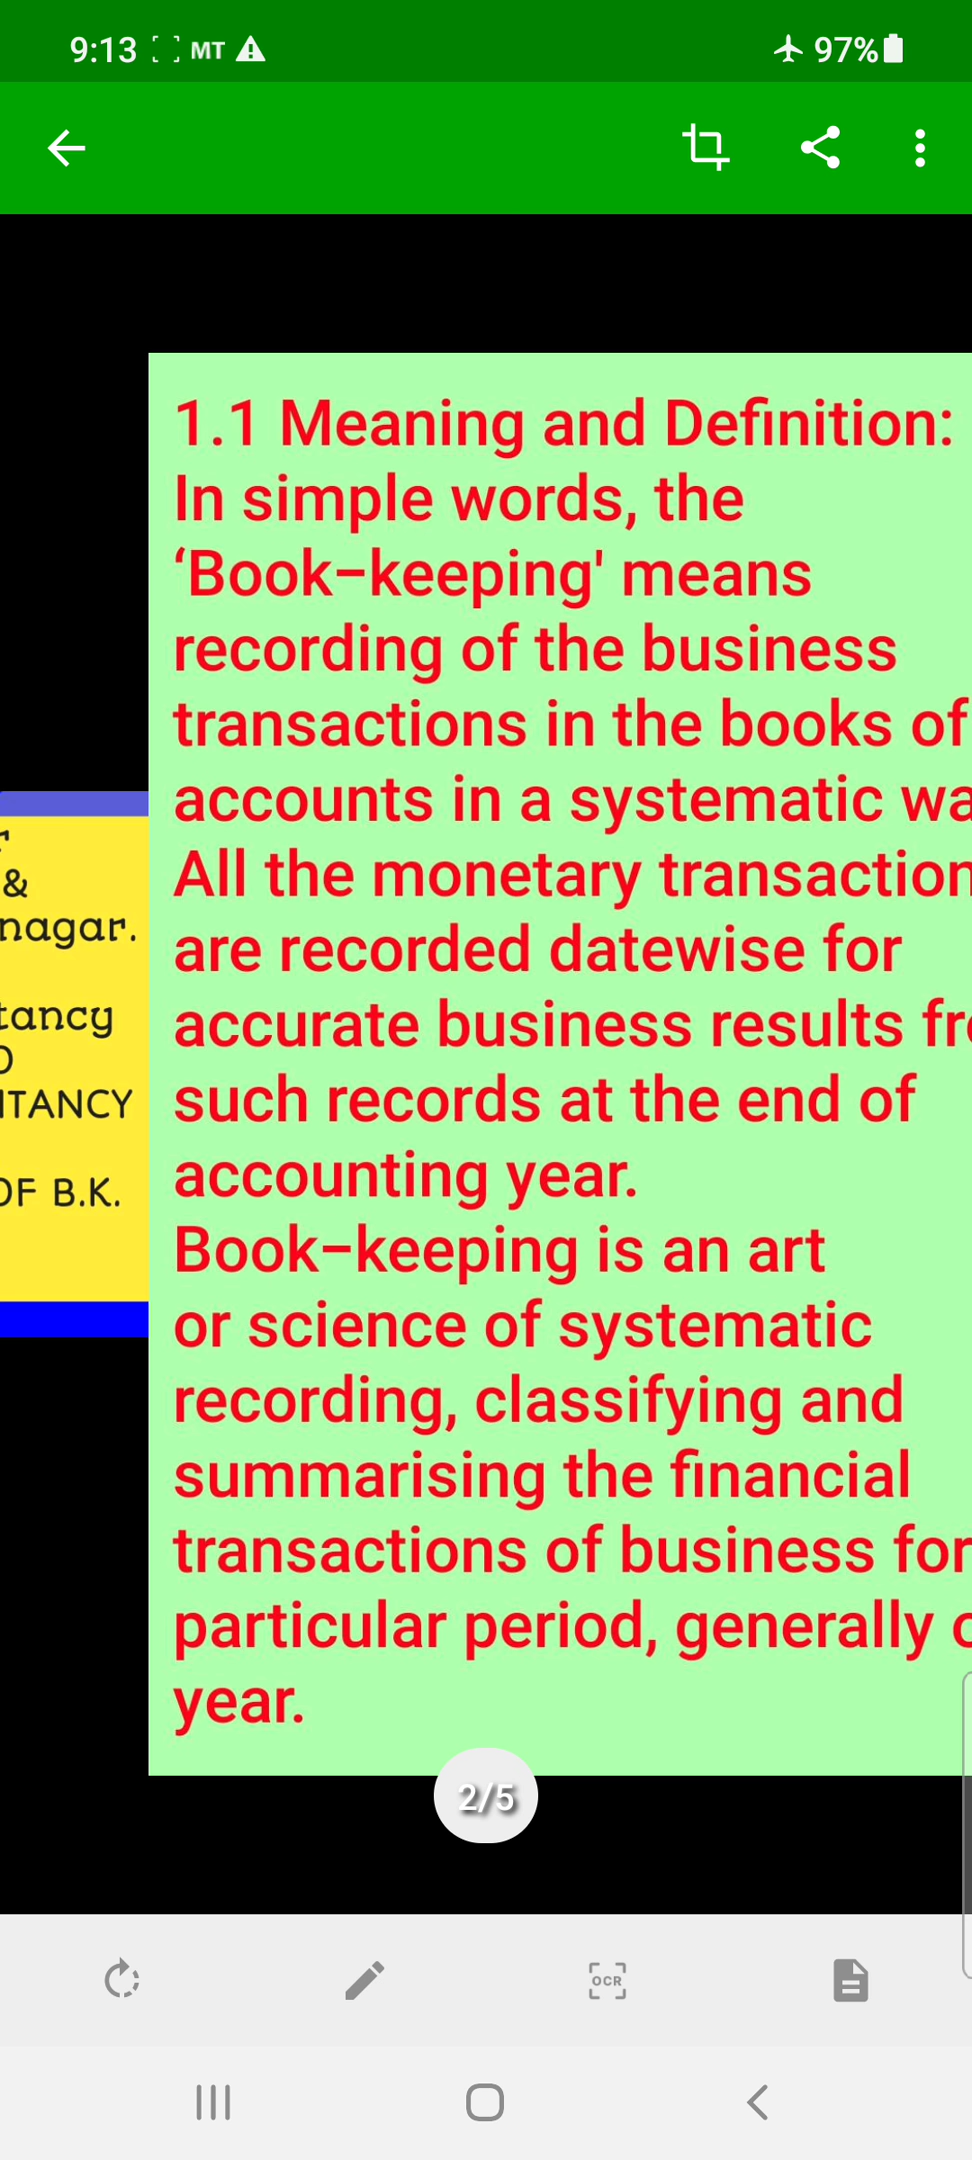 9:13 MT 97%
1.1 Meaning and Definition:
In simple words, the
‘Book–keeping' means
recording of the business
transactions in the books of
accounts in a systematic wa
All the monetary transaction
are recorded datewise for
accurate business results fr
such records at the end of
accounting year.
Book–keeping is an art
or science of systematic
recording, classifying and
summarising the financial
transactions of business for
particular period, generally
year.
&
nagar.
tancy
NTANCY
OF B.K.
2/5
OCR